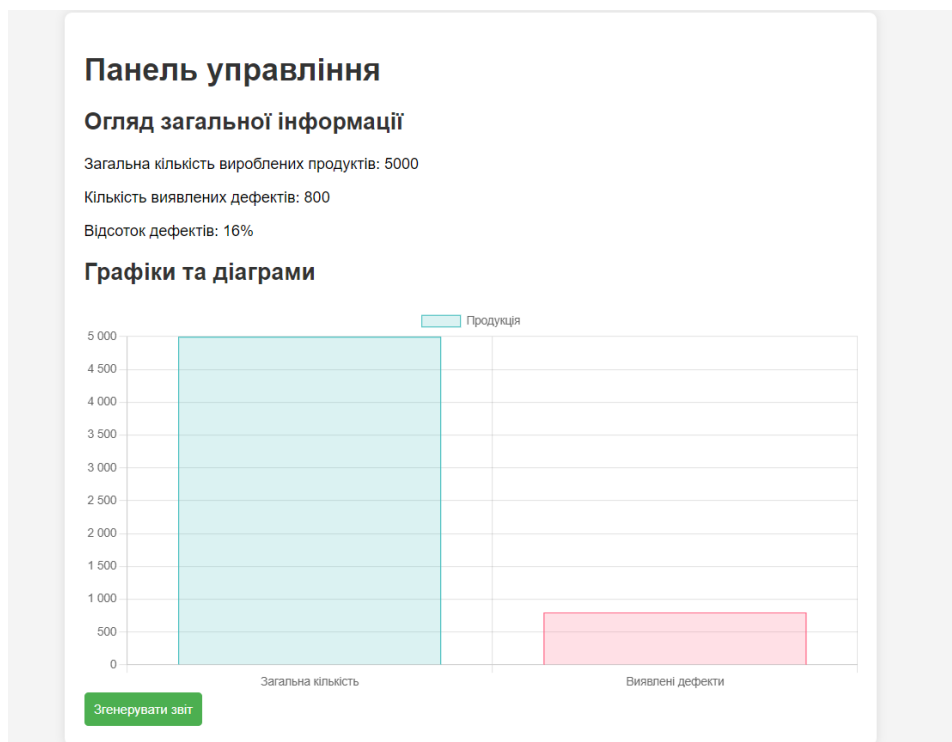 Панель управління
Огляд загальної інформації
Загальна кількість вироблених продуктів: 5000
Кількість виявлених дефектів: 800
Відсоток дефектів: 16%
Графіки та діаграми
Продукція
5 000
4 500
4 000
3 500
3 000
2 500
2 000
1 500
1 000
500
0
Загальна кількість
Виявлені дефекти
Згенерувати звіт